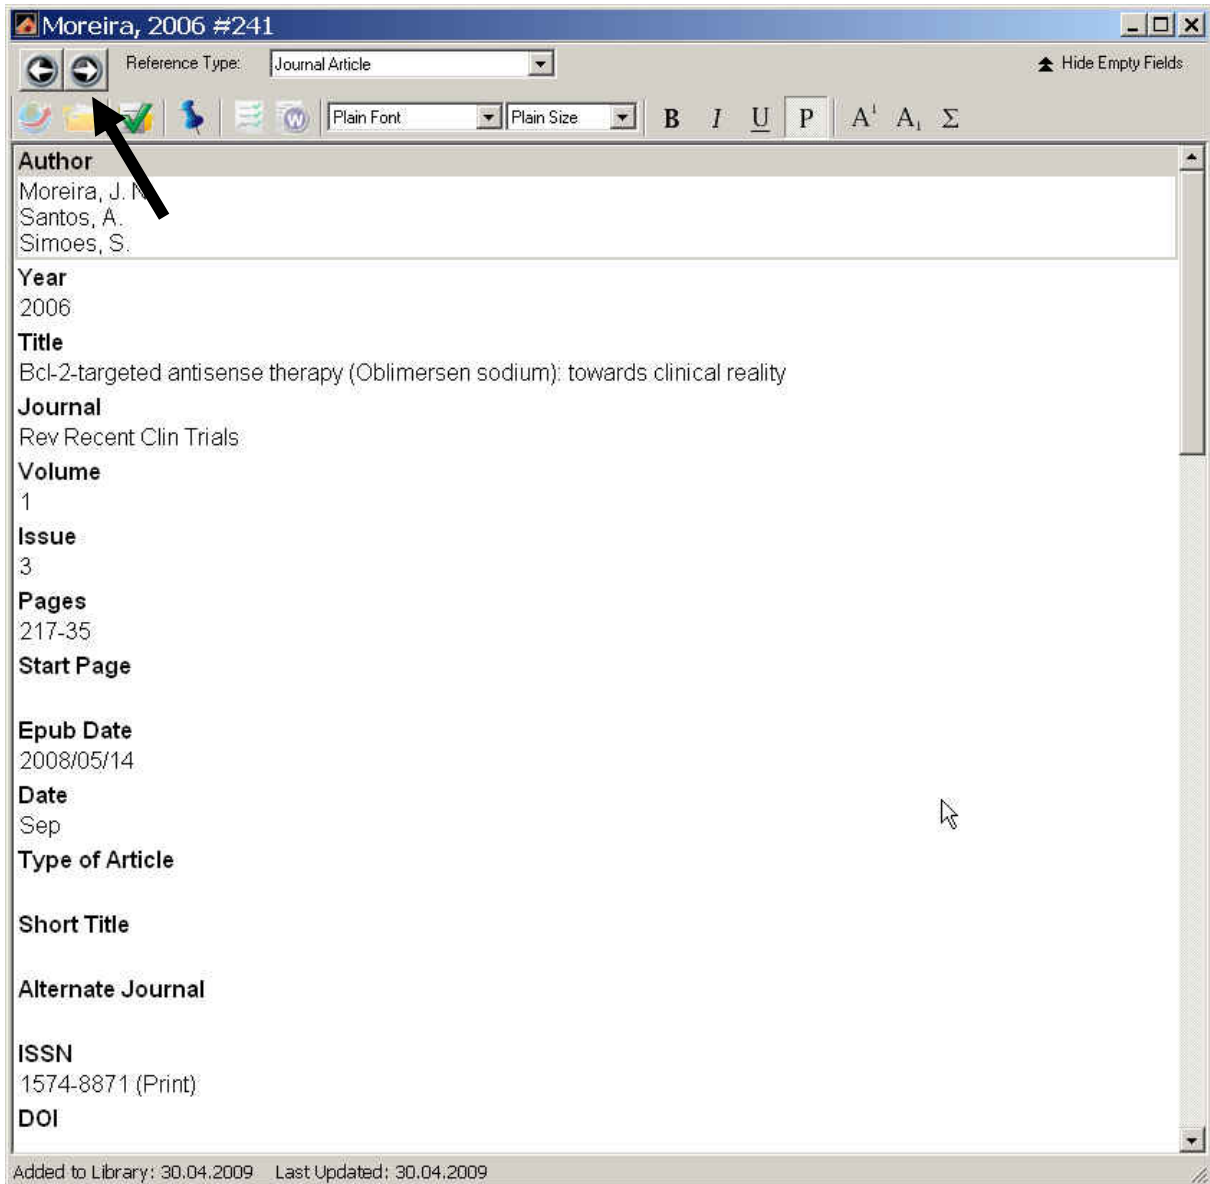 Moreira, 2006 #241
Reference Type: Journal Article Hide Empty Fields
Plain Font Plain Size B I U P A¹ A₁ Σ
Author
Moreira, J. N
Santos, A.
Simoes, S.
Year
2006
Title
Bcl-2-targeted antisense therapy (Oblimersen sodium): towards clinical reality
Journal
Rev Recent Clin Trials
Volume
1
Issue
3
Pages
217-35
Start Page
Epub Date
2008/05/14
Date
Sep
Type of Article
Short Title
Alternate Journal
ISSN
1574-8871 (Print)
DOI
Added to Library: 30.04.2009 Last Updated: 30.04.2009